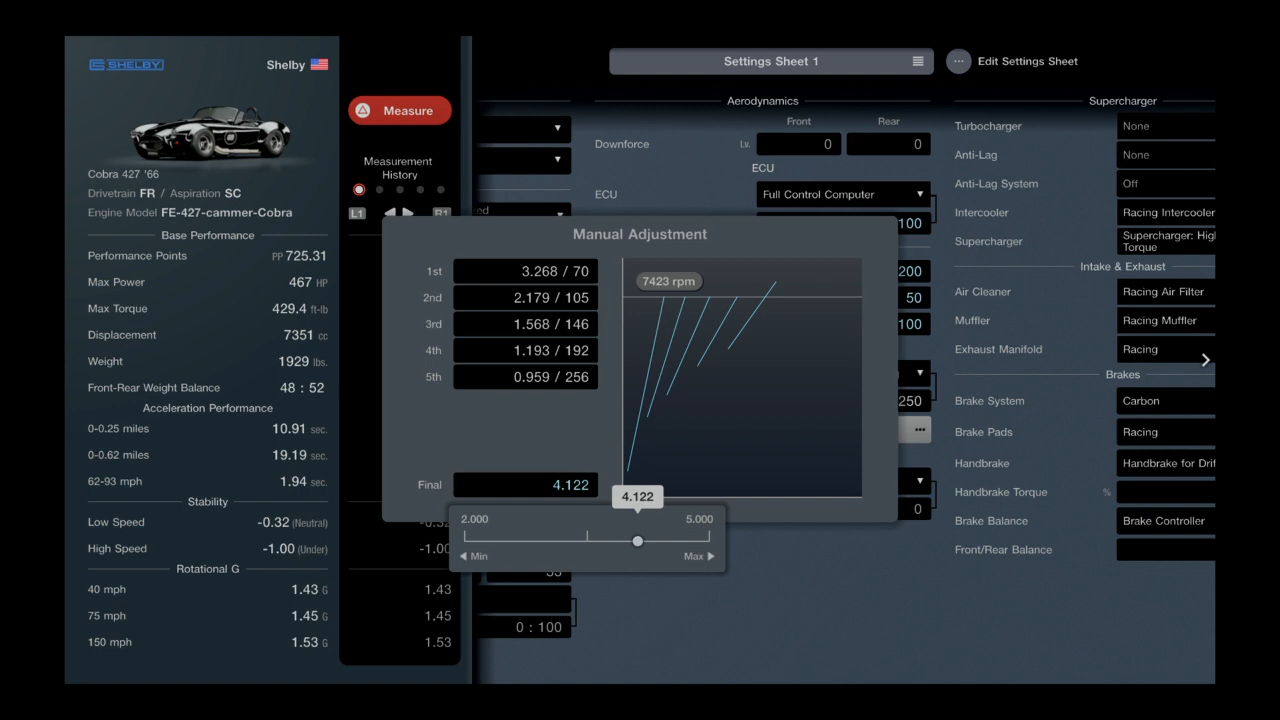 SHELBY
Shelby
Cobra 427 '66
Drivetrain FR / Aspiration SC
Engine Model FE-427-cammer-Cobra
Base Performance
Performance Points PP 725.31
Max Power 467 HP
Max Torque 429.4 ft-lb
Displacement 7351 cc
Weight 1929 lbs.
Front-Rear Weight Balance 48 : 52
Acceleration Performance
0-0.25 miles 10.91 sec.
0-0.62 miles 19.19 sec.
62-93 mph 1.94 sec.
Stability
Low Speed -0.32 (Neutral)
High Speed -1.00 (Under)
Rotational G
40 mph 1.43 G
75 mph 1.45 G
150 mph 1.53 G
Measure
Measurement
History
L1 R1
-1.00
1.43
1.45
1.53
Settings Sheet 1
Edit Settings Sheet
Manual Adjustment
1st 3.268 / 70
2nd 2.179 / 105
3rd 1.568 / 146
4th 1.193 / 192
5th 0.959 / 256
Final 4.122
7423 rpm
4.122
2.000 5.000
Min Max
0 : 100
Aerodynamics
Front Rear
Downforce Lv. 0 0
ECU
ECU Full Control Computer
100
200
50
100
250
0
Supercharger
Turbocharger None
Anti-Lag None
Anti-Lag System Off
Intercooler Racing Intercooler
Supercharger Supercharger: High
Torque
Intake & Exhaust
Air Cleaner Racing Air Filter
Muffler Racing Muffler
Exhaust Manifold Racing
Brakes
Brake System Carbon
Brake Pads Racing
Handbrake Handbrake for Drif
Handbrake Torque %
Brake Balance Brake Controller
Front/Rear Balance